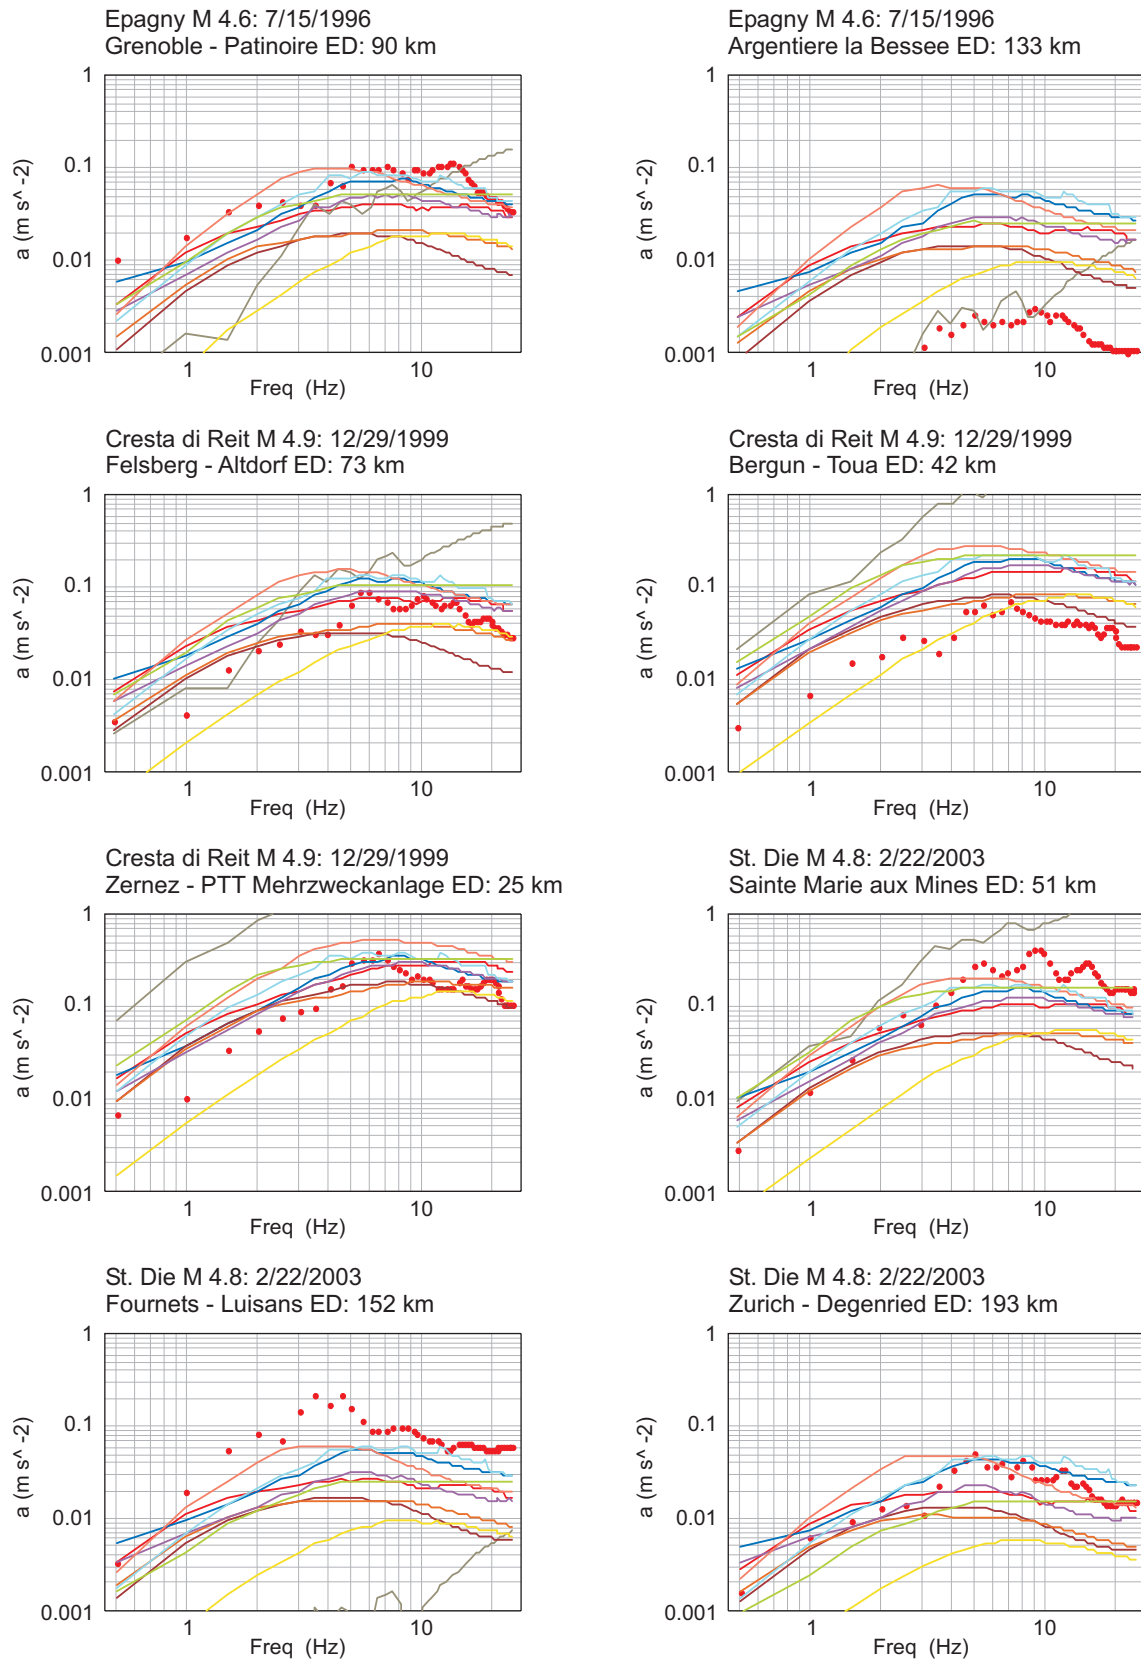 Epagny M 4.6: 7/15/1996
Grenoble - Patinoire ED: 90 km
1
0.1
0.01
0.001
a (m s^ -2)
1
10
Freq (Hz)
Epagny M 4.6: 7/15/1996
Argentiere la Bessee ED: 133 km
1
0.1
0.01
0.001
a (m s^ -2)
1
10
Freq (Hz)
Cresta di Reit M 4.9: 12/29/1999
Felsberg - Altdorf ED: 73 km
1
0.1
0.01
0.001
a (m s^ -2)
1
10
Freq (Hz)
Cresta di Reit M 4.9: 12/29/1999
Bergun - Toua ED: 42 km
1
0.1
0.01
0.001
a (m s^ -2)
1
10
Freq (Hz)
Cresta di Reit M 4.9: 12/29/1999
Zernez - PTT Mehrzweckanlage ED: 25 km
1
0.1
0.01
0.001
a (m s^ -2)
1
10
Freq (Hz)
St. Die M 4.8: 2/22/2003
Sainte Marie aux Mines ED: 51 km
1
0.1
0.01
0.001
a (m s^ -2)
1
10
Freq (Hz)
St. Die M 4.8: 2/22/2003
Fournets - Luisans ED: 152 km
1
0.1
0.01
0.001
a (m s^ -2)
1
10
Freq (Hz)
St. Die M 4.8: 2/22/2003
Zurich - Degenried ED: 193 km
1
0.1
0.01
0.001
a (m s^ -2)
1
10
Freq (Hz)